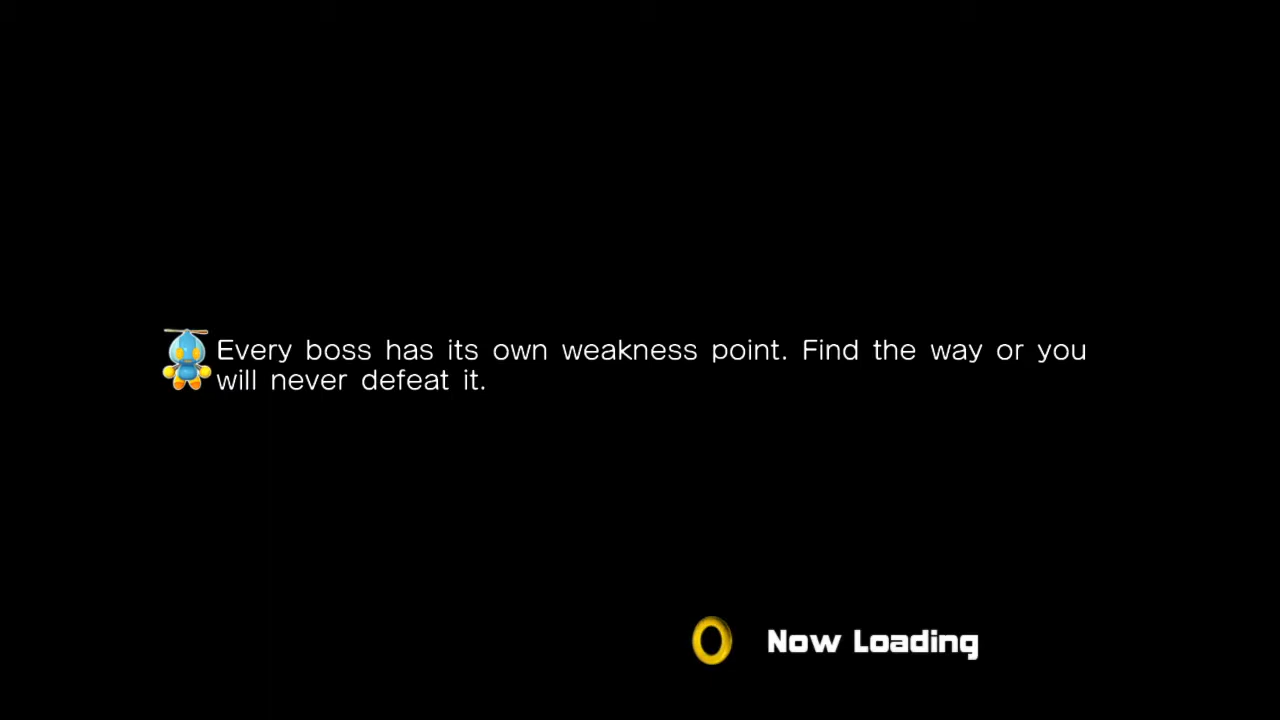 Every boss has its own weakness point. Find the way or you
will never defeat it.
Now Loading